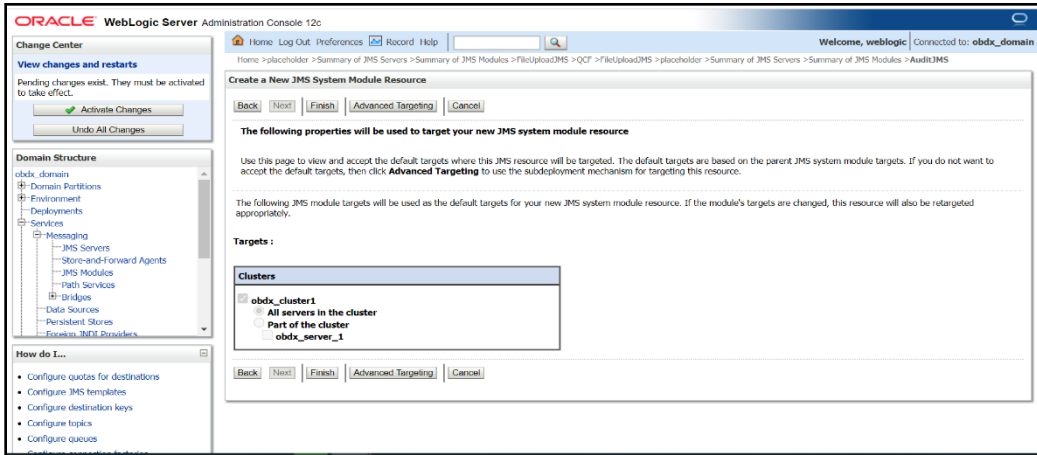 ORACLE WebLogic Server Administration Console 12c
Change Center
View changes and restarts
Pending changes exist. They must be activated
to take effect.
Activate Changes
Undo All Changes
Domain Structure
obdx_domain
Domain Partitions
Environment
Deployments
Services
Messaging
JMS Servers
Store-and-Forward Agents
JMS Modules
Path Services
Bridges
Data Sources
Persistent Stores
Foreign JNDI Providers
How do I...
Configure quotas for destinations
Configure JMS templates
Configure destination keys
Configure topics
Configure queues
Configure connection factories
Home Log Out Preferences Record Help
Welcome, weblogic Connected to: obdx_domain
Home >placeholder >Summary of JMS Servers >Summary of JMS Modules >FileUploadJMS >QCF >FileUploadJMS >placeholder >Summary of JMS Servers >Summary of JMS Modules >AuditJMS
Create a New JMS System Module Resource
Back Next Finish Advanced Targeting Cancel
The following properties will be used to target your new JMS system module resource
Use this page to view and accept the default targets where this JMS resource will be targeted. The default targets are based on the parent JMS system module targets. If you do not want to
accept the default targets, then click Advanced Targeting to use the subdeployment mechanism for targeting this resource.
The following JMS module targets will be used as the default targets for your new JMS system module resource. If the module's targets are changed, this resource will also be retargeted
appropriately.
Targets :
Clusters
obdx_cluster1
All servers in the cluster
Part of the cluster
obdx_server_1
Back Next Finish Advanced Targeting Cancel